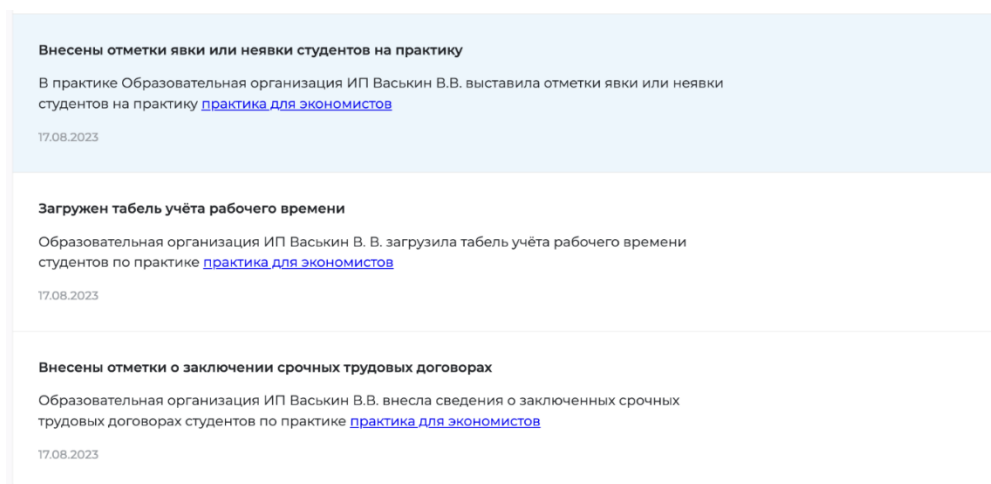 Внесены отметки явки или неявки студентов на практику
В практике Образовательная организация ИП Васькин В.В. выставила отметки явки или неявки
студентов на практику практика для экономистов
17.08.2023
Загружен табель учёта рабочего времени
Образовательная организация ИП Васькин В. В. загрузила табель учёта рабочего времени
студентов по практике практика для экономистов
17.08.2023
Внесены отметки о заключении срочных трудовых договорах
Образовательная организация ИП Васькин В.В. внесла сведения о заключенных срочных
трудовых договорах студентов по практике практика для экономистов
17.08.2023